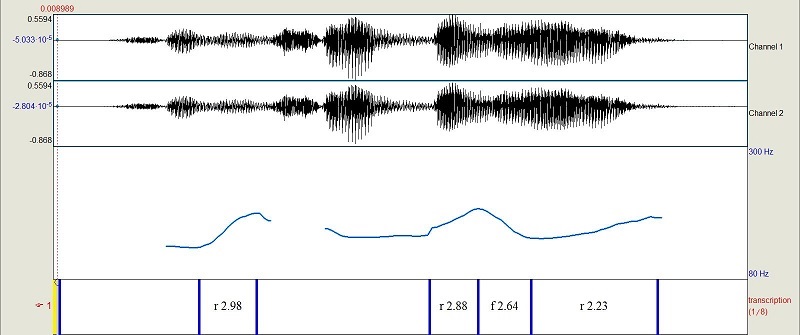 0.008989
0.5594
-5.033·10-5
-0.868
Channel 1
0.5594
-2.804·10-5
-0.868
Channel 2
300 Hz
80 Hz
1
r 2.98
r 2.88
f 2.64
r 2.23
transcription
(1/8)